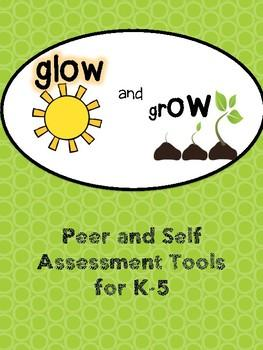 glow
and
grow
Peer and Self
Assessment Tools
for K-5